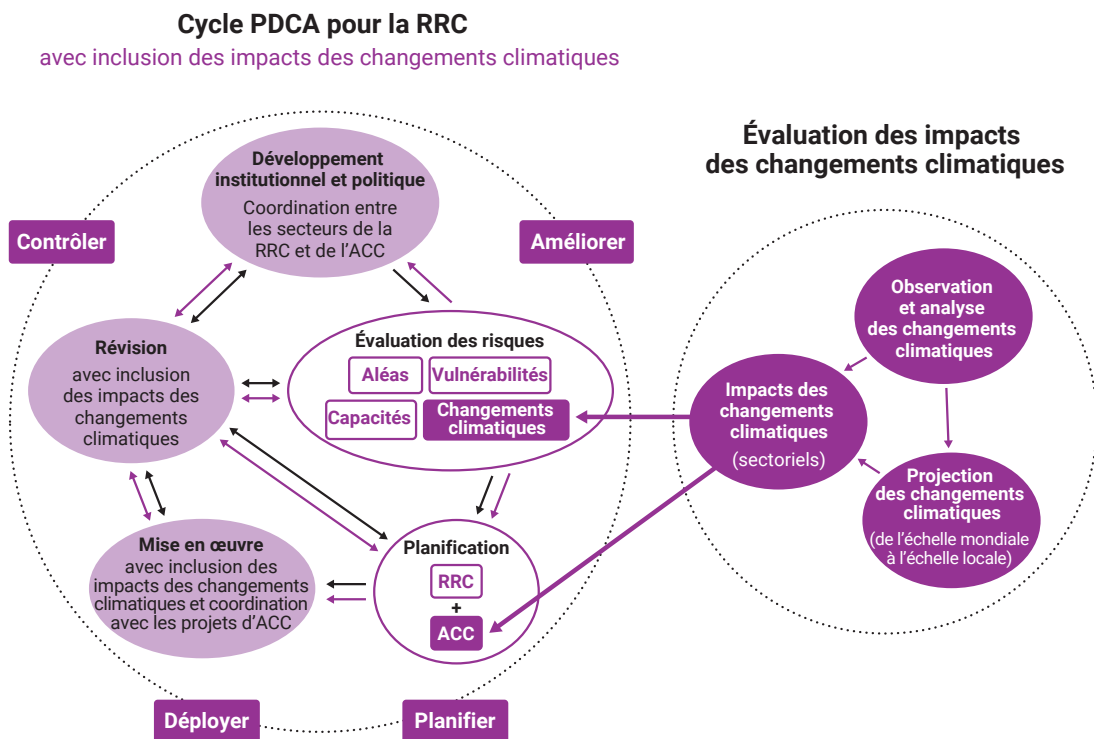 Cycle PDCA pour la RRC
avec inclusion des impacts des changements climatiques
Contrôler
Améliorer
Développement
institutionnel et politique
Coordination entre
les secteurs de la
RRC et de l'ACC
Révision
avec inclusion
des impacts des
changements
climatiques
Évaluation des risques
Aléas
Vulnérabilités
Capacités
Changements
climatiques
Mise en œuvre
avec inclusion des
impacts des changements
climatiques et coordination
avec les projets d'ACC
Planification
RRC
+
ACC
Déployer
Planifier
Évaluation des impacts
des changements climatiques
Observation
et analyse
des changements
climatiques
Impacts des
changements
climatiques
(sectoriels)
Projection
des changements
climatiques
(de l'échelle mondiale
à l'échelle locale)